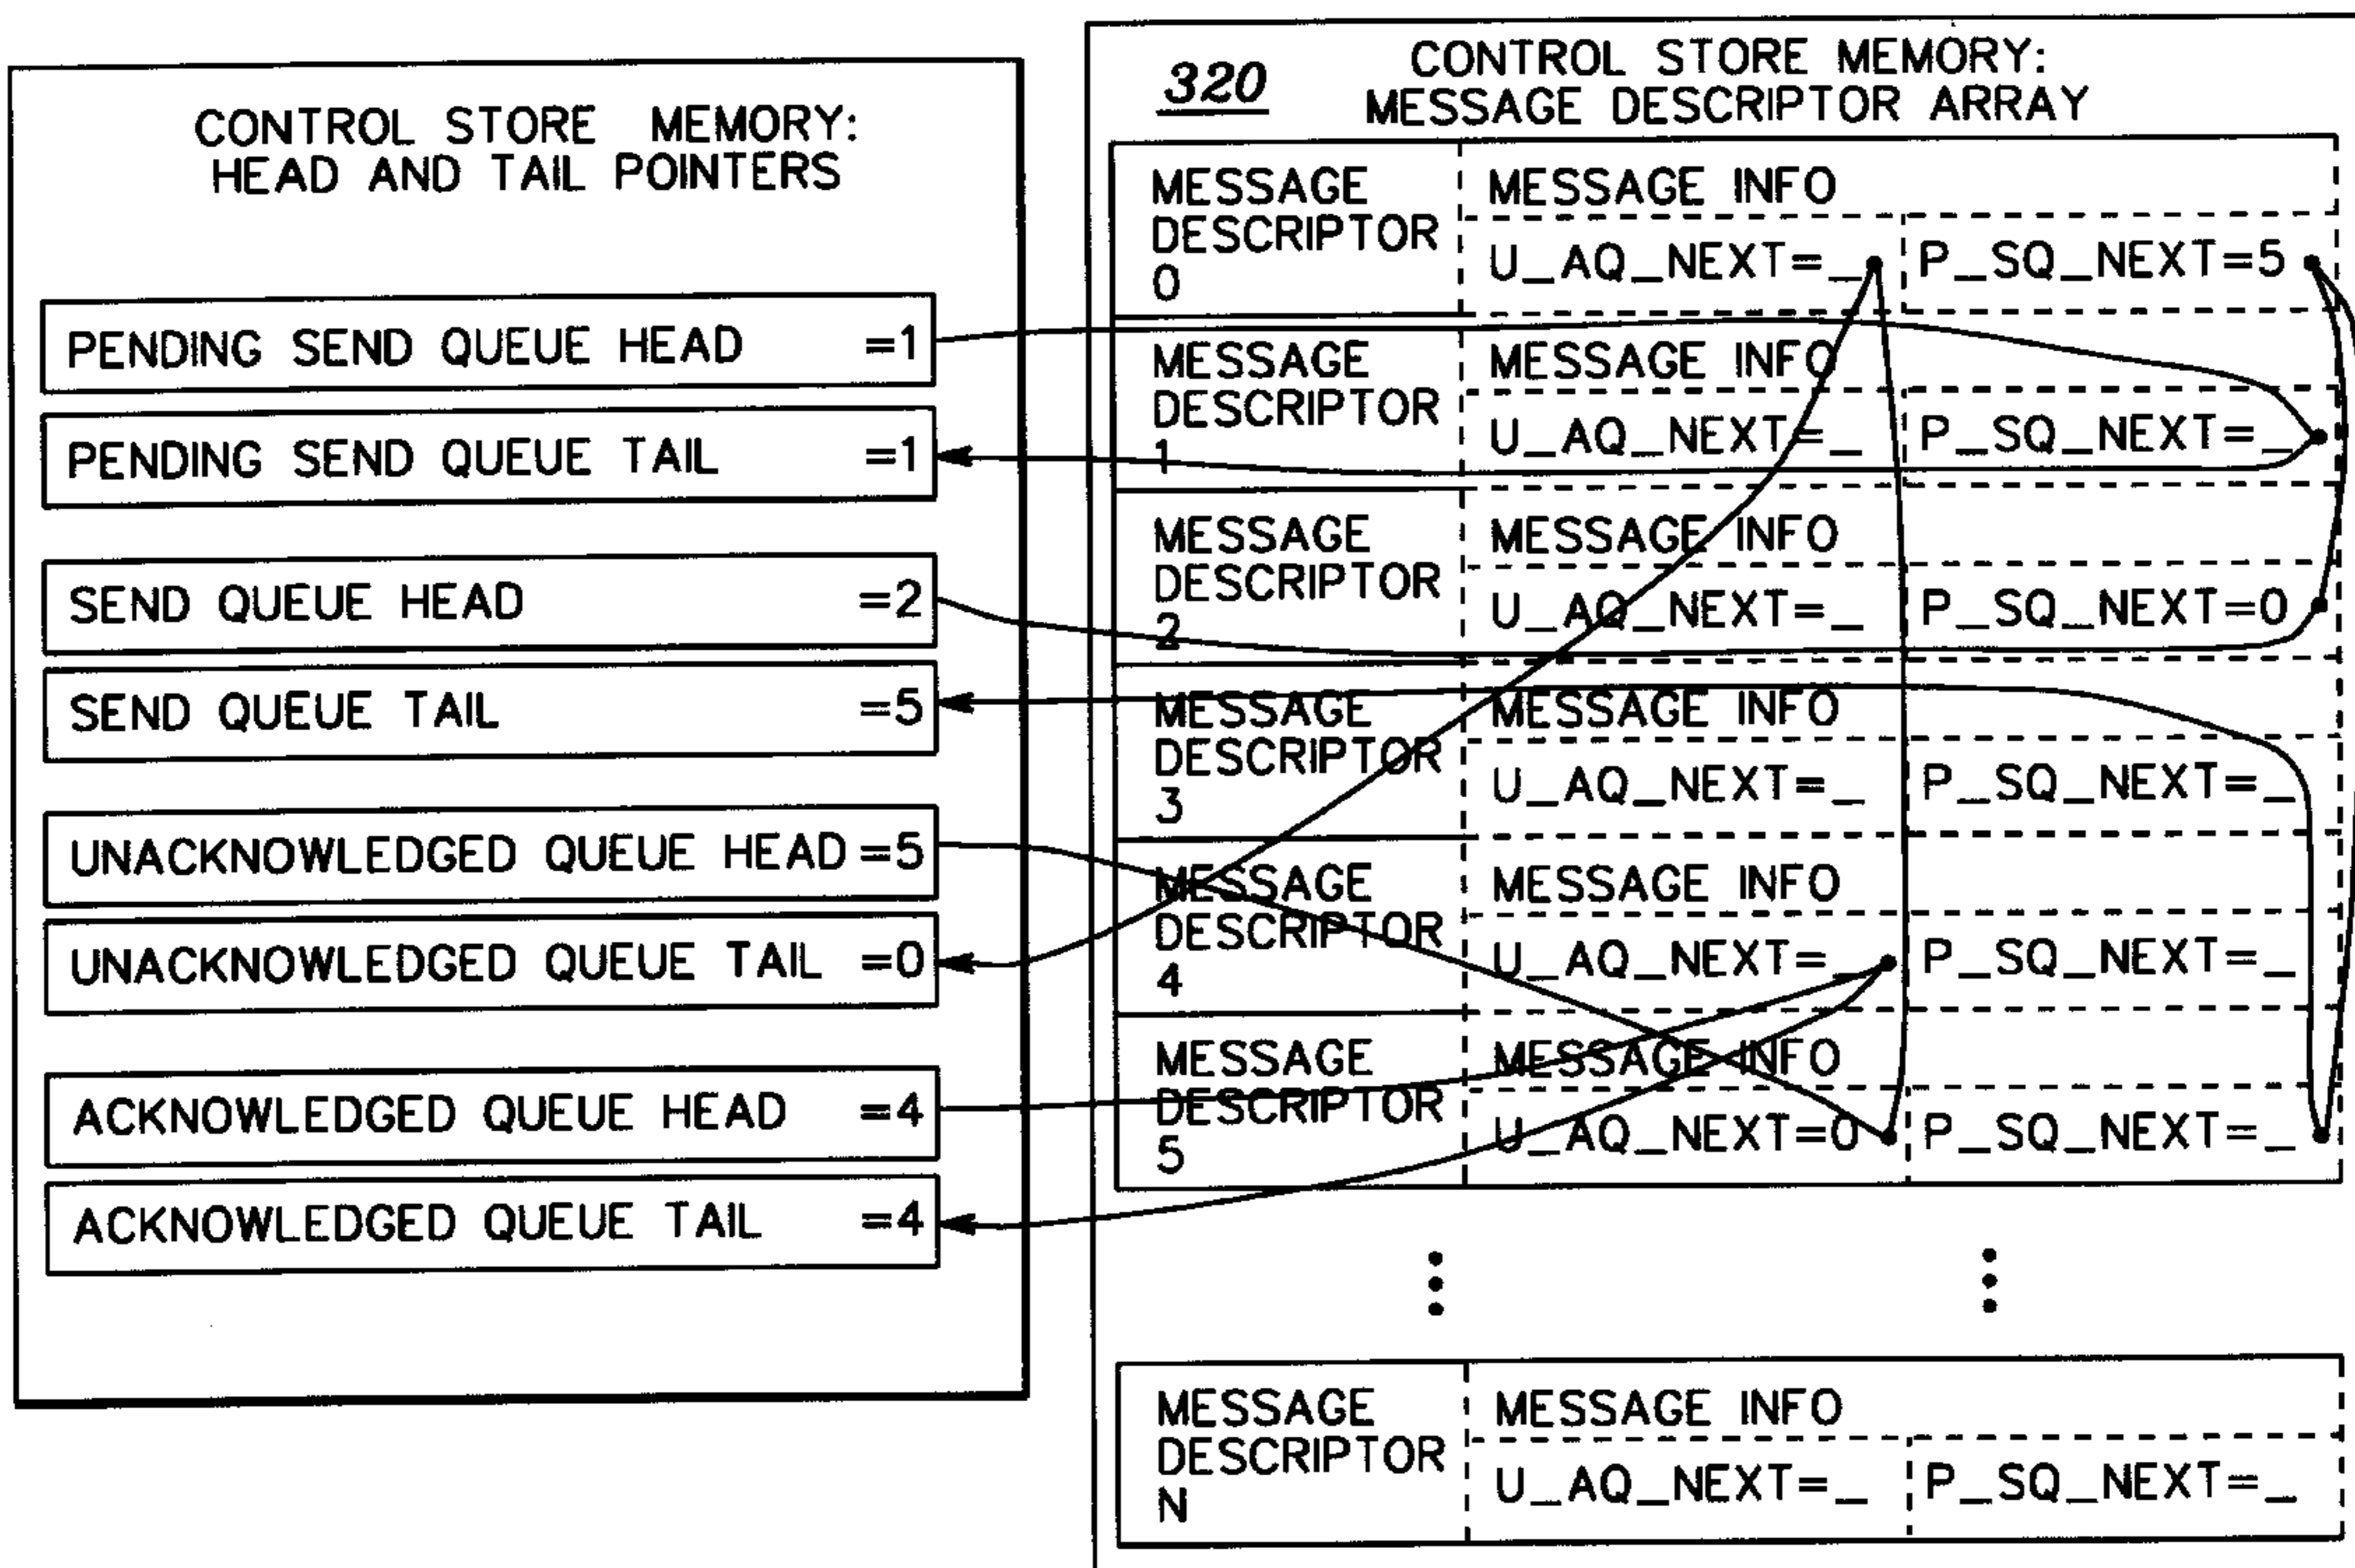 CONTROL STORE MEMORY:
HEAD AND TAIL POINTERS
PENDING SEND QUEUE HEAD =1
PENDING SEND QUEUE TAIL =1
SEND QUEUE HEAD =2
SEND QUEUE TAIL =5
UNACKNOWLEDGED QUEUE HEAD =5
UNACKNOWLEDGED QUEUE TAIL =0
ACKNOWLEDGED QUEUE HEAD =4
ACKNOWLEDGED QUEUE TAIL =4
320
CONTROL STORE MEMORY:
MESSAGE DESCRIPTOR ARRAY
MESSAGE
DESCRIPTOR
0
MESSAGE INFO
U_AQ_NEXT=_
P_SQ_NEXT=5
MESSAGE
DESCRIPTOR
1
MESSAGE INFO
U_AQ_NEXT=_
P_SQ_NEXT=_
MESSAGE
DESCRIPTOR
2
MESSAGE INFO
U_AQ_NEXT=_
P_SQ_NEXT=0
MESSAGE
DESCRIPTOR
3
MESSAGE INFO
U_AQ_NEXT=_
P_SQ_NEXT=_
MESSAGE
DESCRIPTOR
4
MESSAGE INFO
U_AQ_NEXT=_
P_SQ_NEXT=_
MESSAGE
DESCRIPTOR
5
MESSAGE INFO
U_AQ_NEXT=0
P_SQ_NEXT=_
MESSAGE
DESCRIPTOR
N
MESSAGE INFO
U_AQ_NEXT=_
P_SQ_NEXT=_